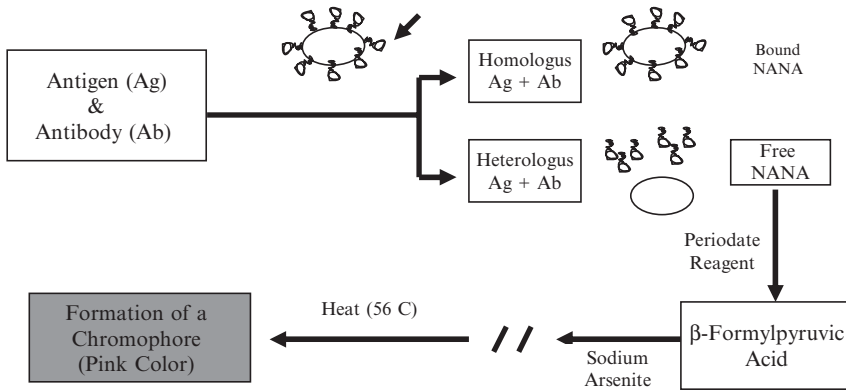 Antigen (Ag)
&
Antibody (Ab)
Homologus
Ag + Ab
Bound
NANA
Heterologus
Ag + Ab
Free
NANA
Periodate
Reagent
β-Formylpyruvic
Acid
Sodium
Arsenite
Heat (56 C)
Formation of a
Chromophore
(Pink Color)